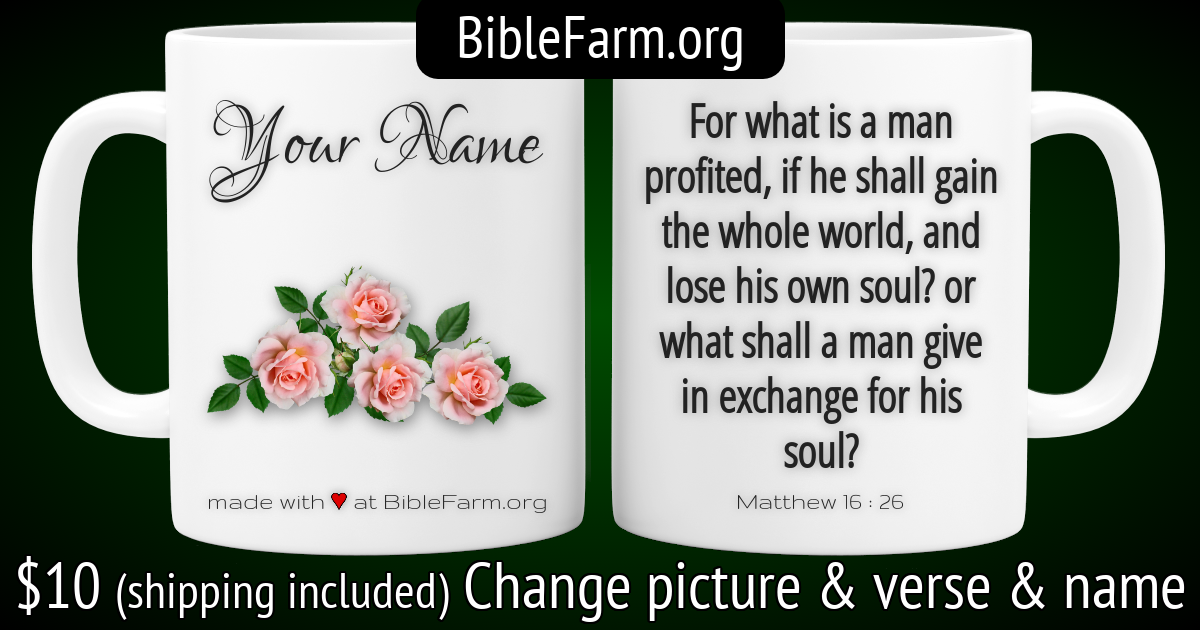 BibleFarm.org
Your Name
made with ♥ at BibleFarm.org
For what is a man
profited, if he shall gain
the whole world, and
lose his own soul? or
what shall a man give
in exchange for his
soul?
Matthew 16 : 26
$10 (shipping included) Change picture & verse & name